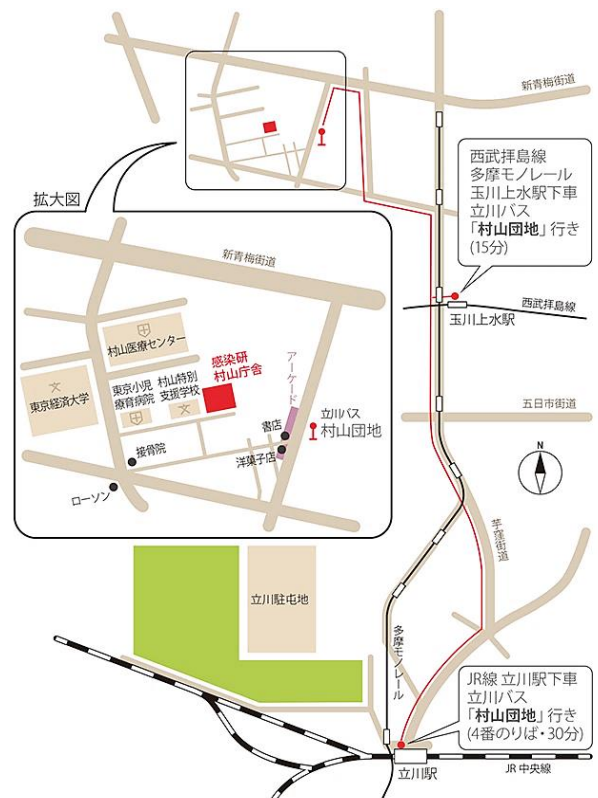 新青梅街道
西武拝島線
多摩モノレール
玉川上水駅下車
立川バス
「村山団地」行き
(15分)
拡大図
新青梅街道
西武拝島線
玉川上水駅
村山医療センター
アーケード
感染研
村山庁舎
東京小児
療育病院
村山特別
支援学校
東京経済大学
立川バス
村山団地
書店
洋菓子店
接骨院
ローソン
五日市街道
N
芋窪街道
立川駐屯地
多摩モノレール
JR線 立川駅下車
立川バス
「村山団地」行き
(4番のりば・30分)
立川駅
JR 中央線